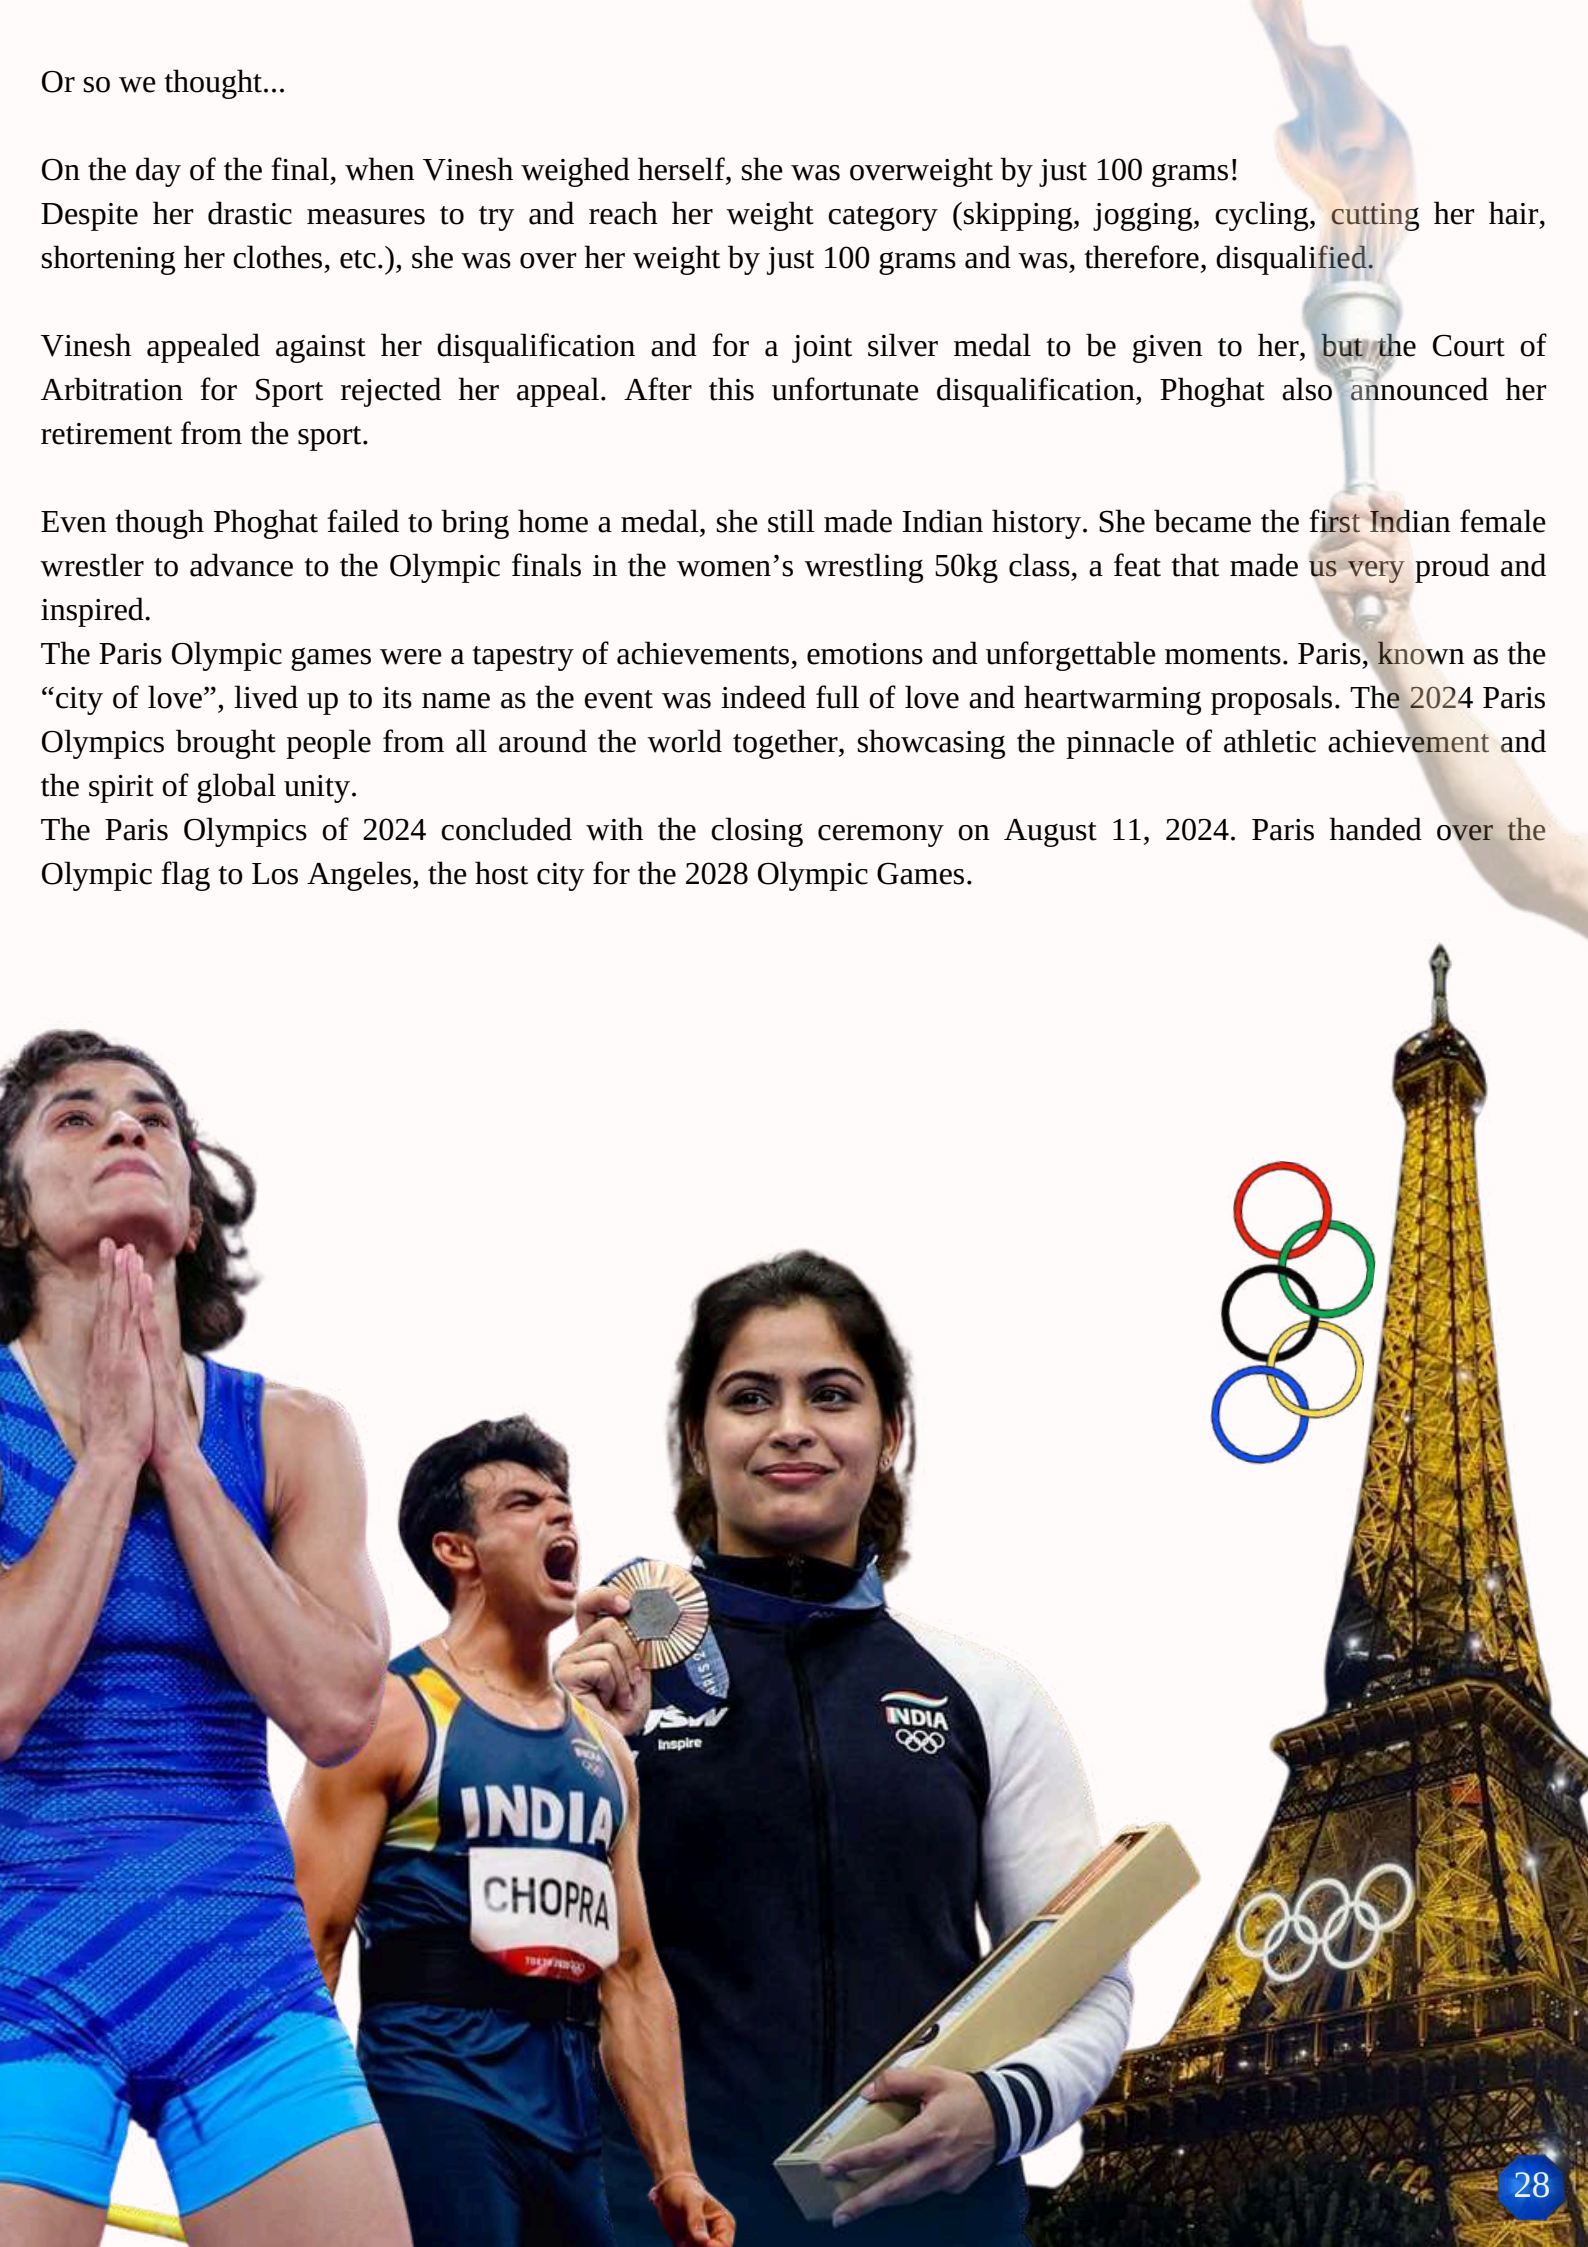 Or so we thought...
On the day of the final, when Vinesh weighed herself, she was overweight by just 100 grams!
Despite her drastic measures to try and reach her weight category (skipping, jogging, cycling, cutting her hair,
shortening her clothes, etc.), she was over her weight by just 100 grams and was, therefore, disqualified.
Vinesh appealed against her disqualification and for a joint silver medal to be given to her, but the Court of
Arbitration for Sport rejected her appeal. After this unfortunate disqualification, Phoghat also announced her
retirement from the sport.
Even though Phoghat failed to bring home a medal, she still made Indian history. She became the first Indian female
wrestler to advance to the Olympic finals in the women’s wrestling 50kg class, a feat that made us very proud and
inspired.
The Paris Olympic games were a tapestry of achievements, emotions and unforgettable moments. Paris, known as the
“city of love”, lived up to its name as the event was indeed full of love and heartwarming proposals. The 2024 Paris
Olympics brought people from all around the world together, showcasing the pinnacle of athletic achievement and
the spirit of global unity.
The Paris Olympics of 2024 concluded with the closing ceremony on August 11, 2024. Paris handed over the
Olympic flag to Los Angeles, the host city for the 2028 Olympic Games.
JSW
Inspire
INDIA
INDIA
INDIA
CHOPRA
28